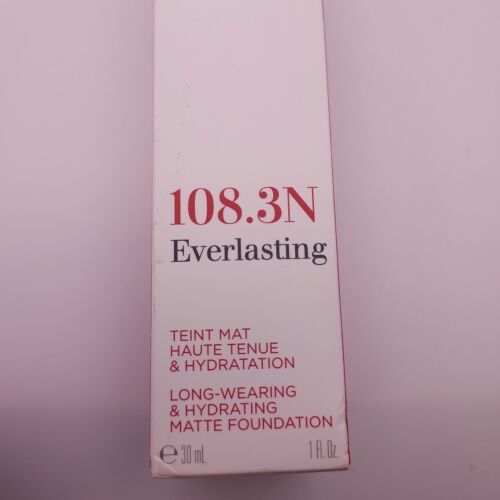 108.3N
Everlasting
TEINT MAT
HAUTE TENUE
& HYDRATATION
LONG-WEARING
& HYDRATING
MATTE FOUNDATION
℮ 30 mL 1 Fl. Oz.